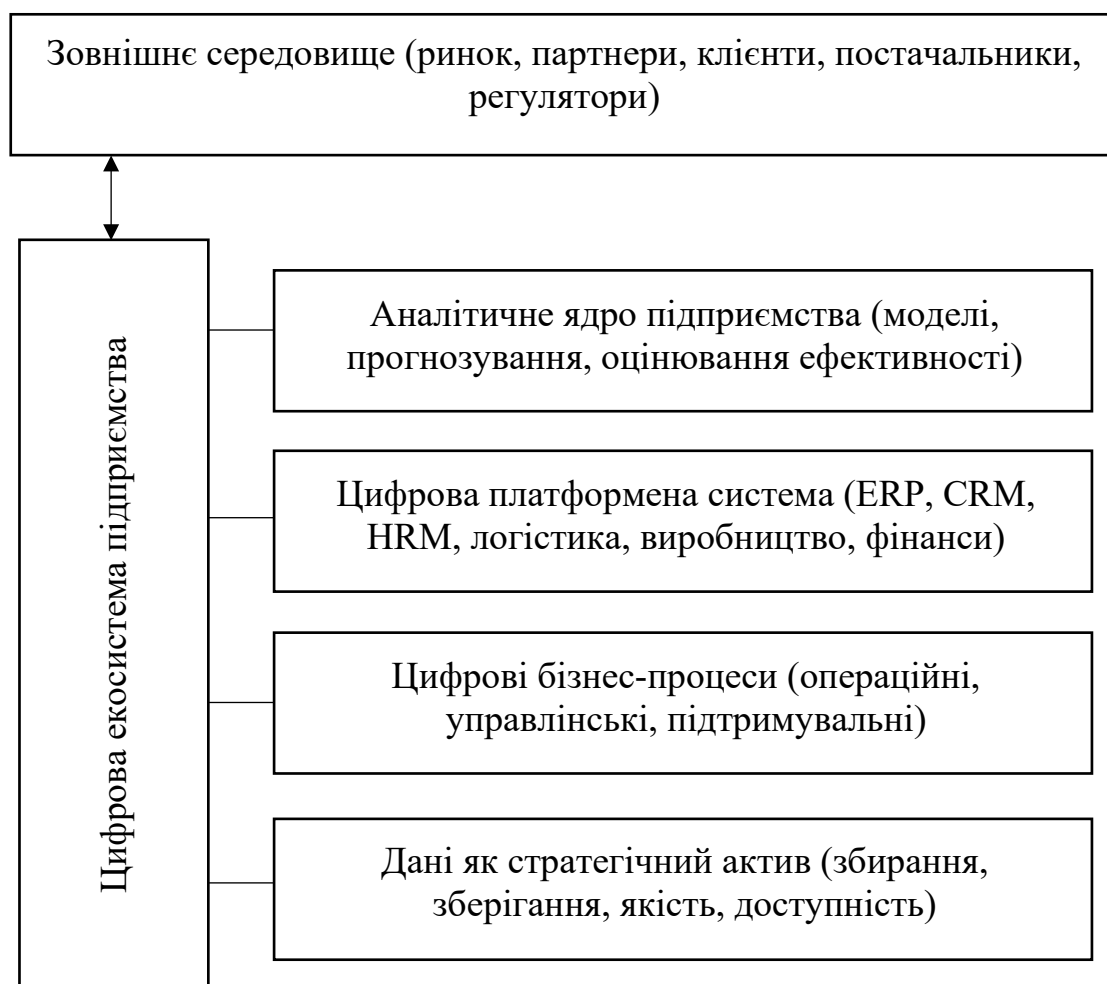 Зовнішнє середовище (ринок, партнери, клієнти, постачальники,
регулятори)
Цифрова екосистема підприємства
Аналітичне ядро підприємства (моделі,
прогнозування, оцінювання ефективності)
Цифрова платформена система (ERP, CRM,
HRM, логістика, виробництво, фінанси)
Цифрові бізнес-процеси (операційні,
управлінські, підтримувальні)
Дані як стратегічний актив (збирання,
зберігання, якість, доступність)